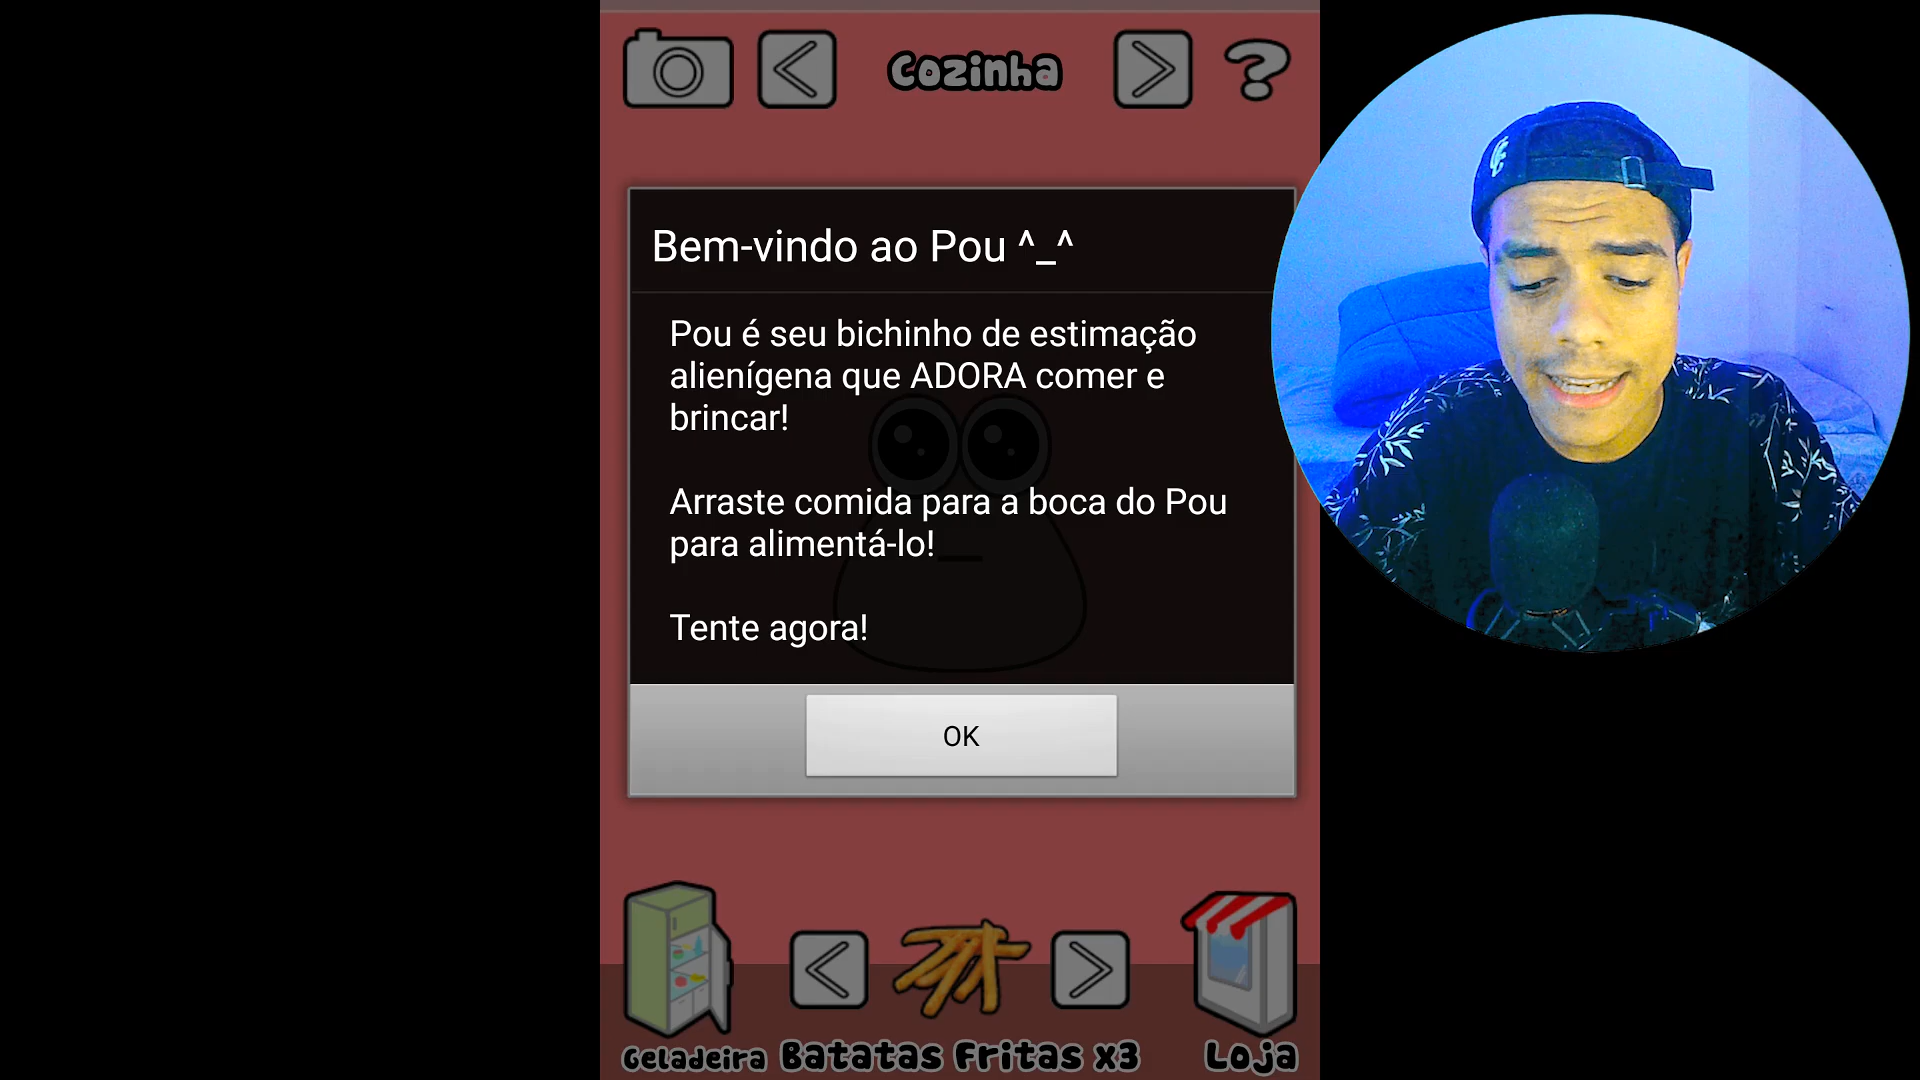 Cozinha
?
Bem-vindo ao Pou ^_^
Pou é seu bichinho de estimação
alienígena que ADORA comer e
brincar!
Arraste comida para a boca do Pou
para alimentá-lo!
Tente agora!
OK
Geladeira
Batatas Fritas x3
Loja